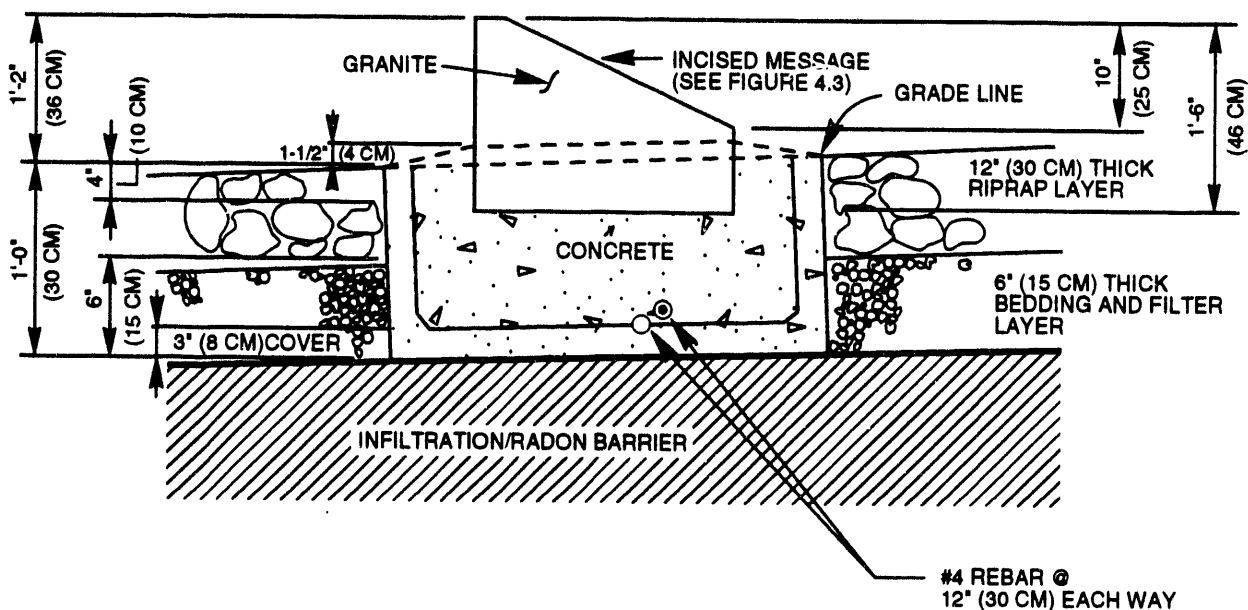 1'-2"
(36 CM)
(10 CM)
GRANITE
INCISED MESSAGE
(SEE FIGURE 4.3)
GRADE LINE
10"
(25 CM)
1'-6"
(46 CM)
1-1/2" (4 CM)
4"
1'-0"
(30 CM)
12" (30 CM) THICK
RIPRAP LAYER
CONCRETE
6"
(15 CM)
6" (15 CM) THICK
BEDDING AND FILTER
LAYER
3" (8 CM)COVER
INFILTRATION/RADON BARRIER
#4 REBAR @
12" (30 CM) EACH WAY